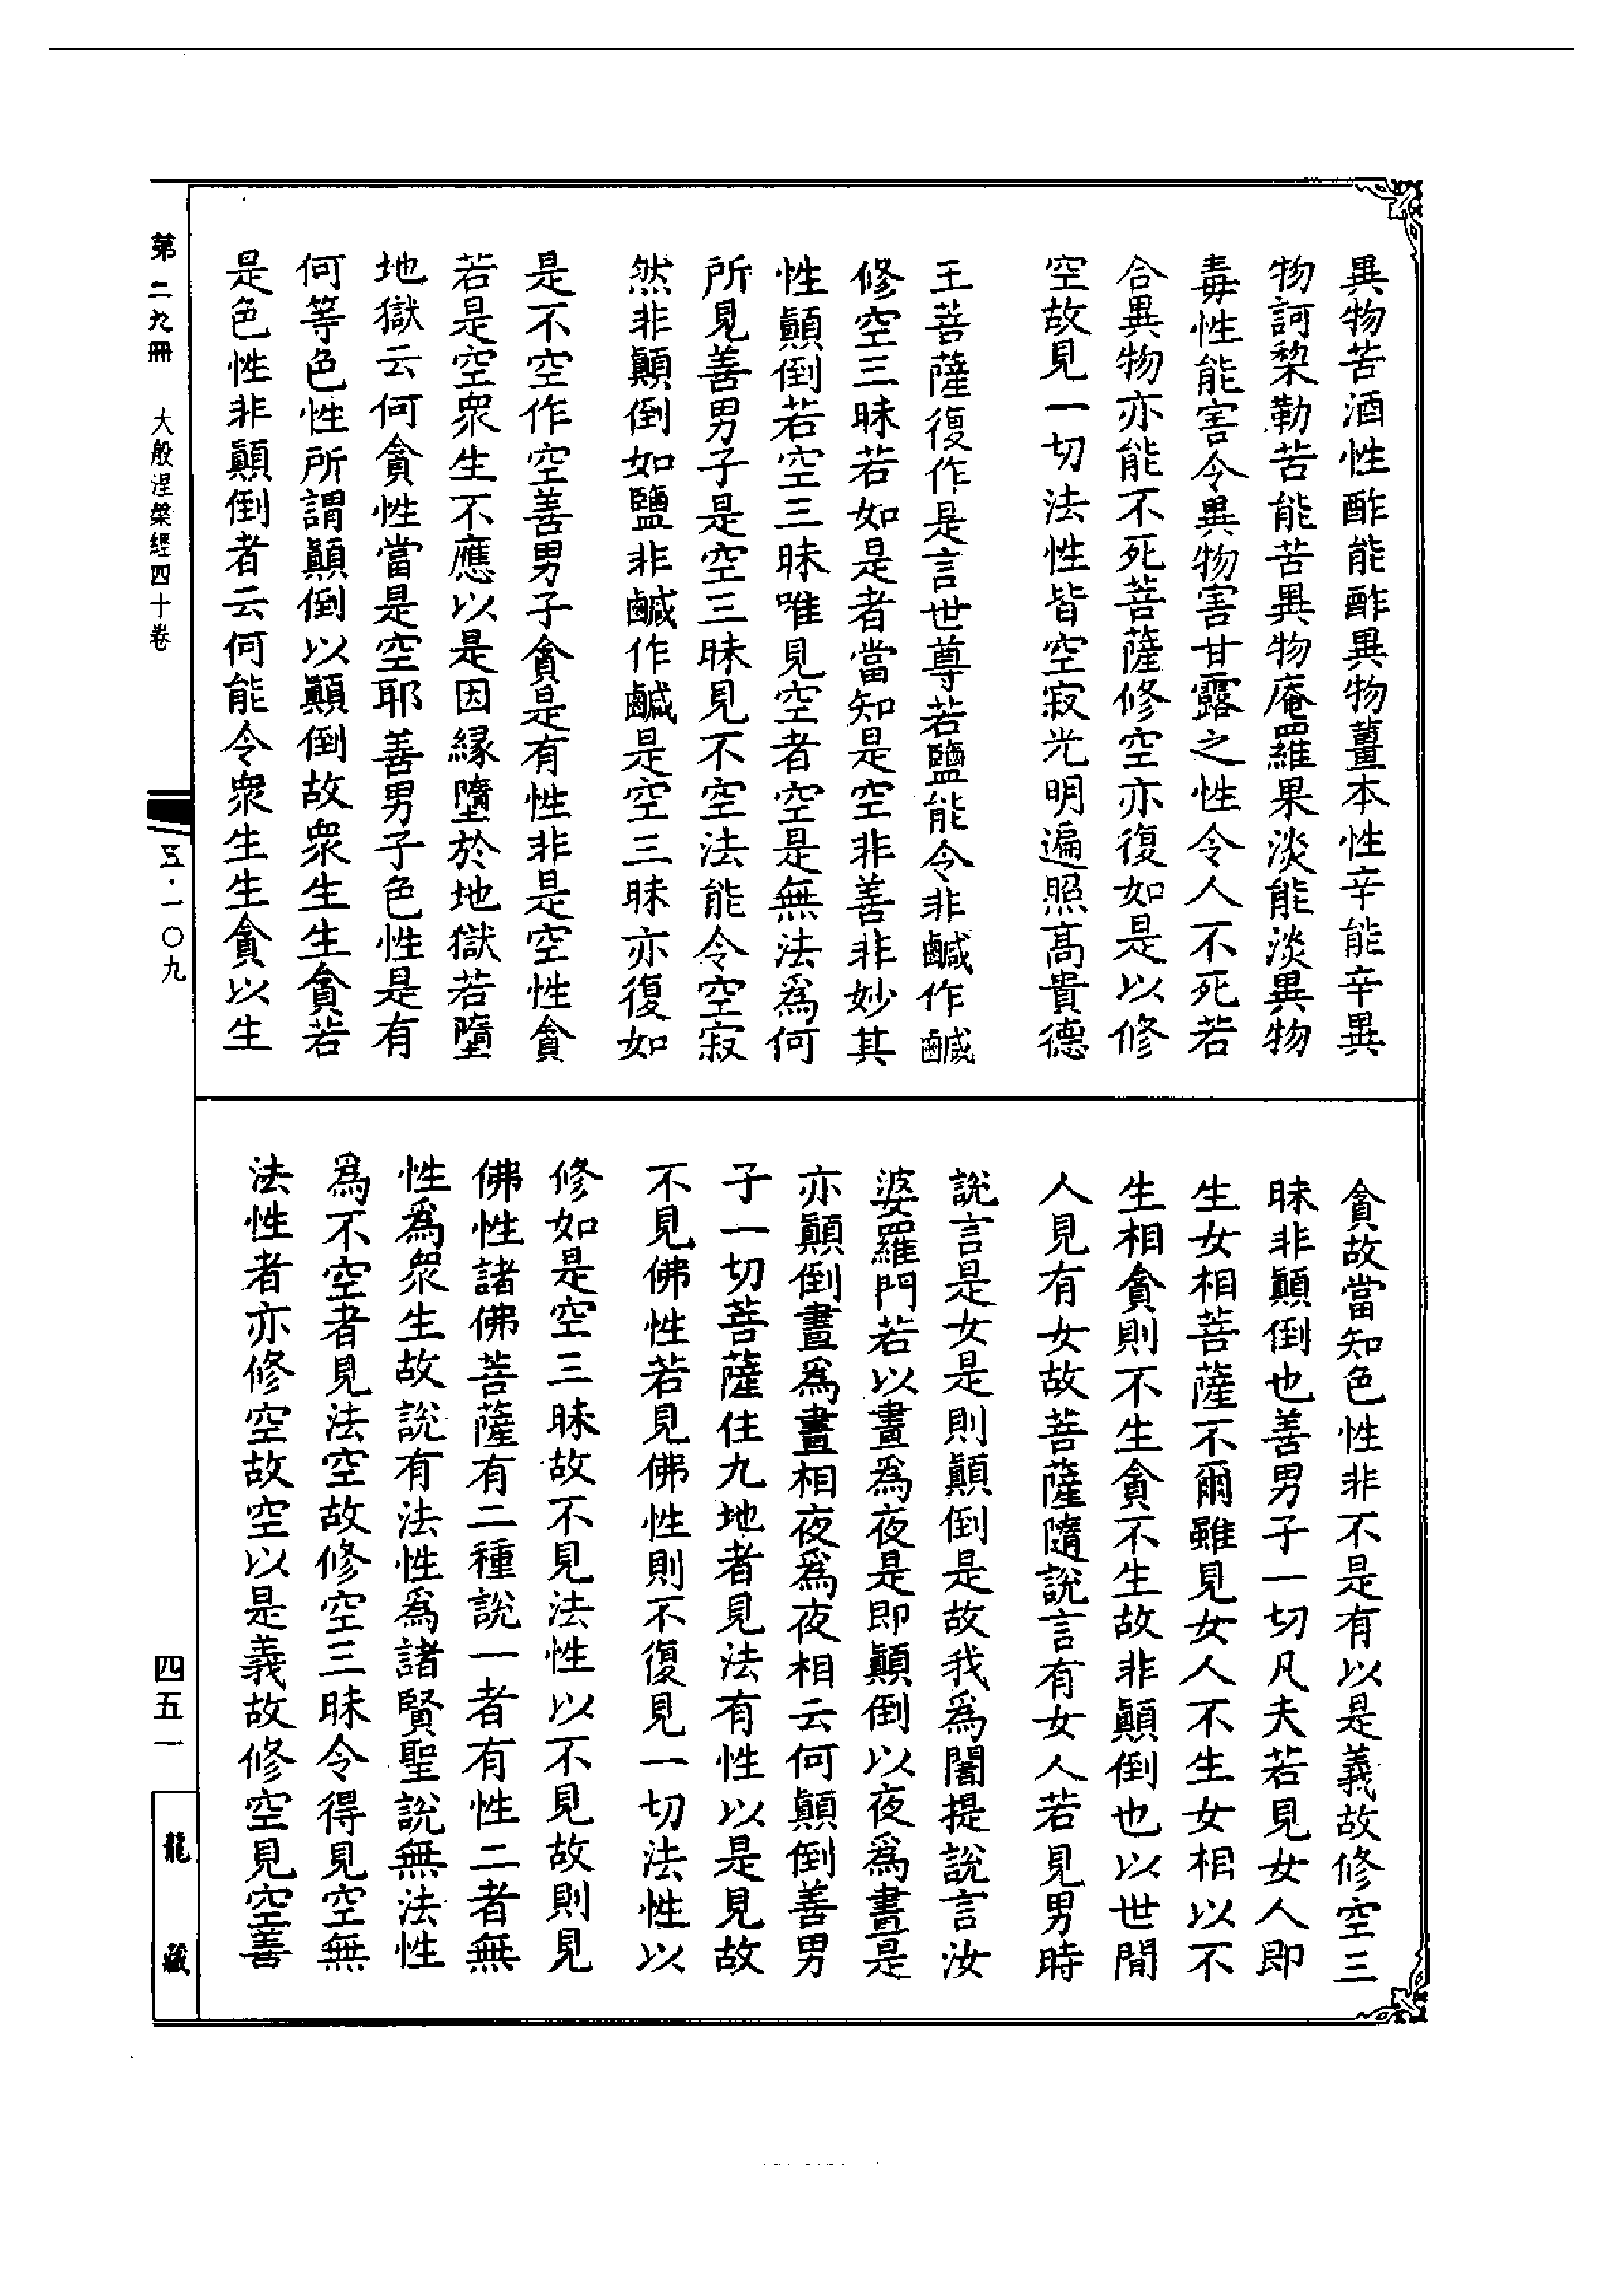 異物苦酒性酢能酢異物薑本性辛能辛異
物訶棃勒苦能苦異物庵羅果淡能淡異物
毒性能害令異物害甘露之性令人不死若
合異物亦能不死菩薩修空亦復如是以修
空故見一切法性皆空寂光明遍照高貴德
王菩薩復作是言世尊若鹽能令非鹹作鹹
修空三昧若如是者當知是空非善非妙其
性顚倒若空三昧唯見空者空是無法爲何
所見善男子是空三昧見不空法能令空寂
然非顚倒如鹽非鹹作鹹是空三昧亦復如
是不空作空善男子貪是有性非是空性貪
若是空衆生不應以是因緣墮於地獄若墮
地獄云何貪性當是空耶善男子色性是有
何等色性所謂顚倒以顚倒故衆生生貪若
是色性非顚倒者云何能令衆生生貪以生
貪故當知色性非不是有以是義故修空三
昧非顚倒也善男子一切凡夫若見女人即
生女相菩薩不爾雖見女人不生女相以不
生相貪則不生貪不生故非顚倒也以世間
人見有女故菩薩隨說言有女人若見男時
說言是女是則顚倒是故我爲闍提說言汝
婆羅門若以晝爲夜是即顚倒以夜爲晝是
亦顚倒晝爲晝相夜爲夜相云何顚倒善男
子一切菩薩住九地者見法有性以是見故
不見佛性若見佛性則不復見一切法性以
修如是空三昧故不見法性以不見故則見
佛性諸佛菩薩有二種說一者有性二者無
性爲衆生故說有法性爲諸賢聖說無法性
爲不空者見法空故修空三昧令得見空無
法性者亦修空故空以是義故修空見空善
第二九冊　大般涅槃經四十卷
五·一〇九
四五一
龍藏